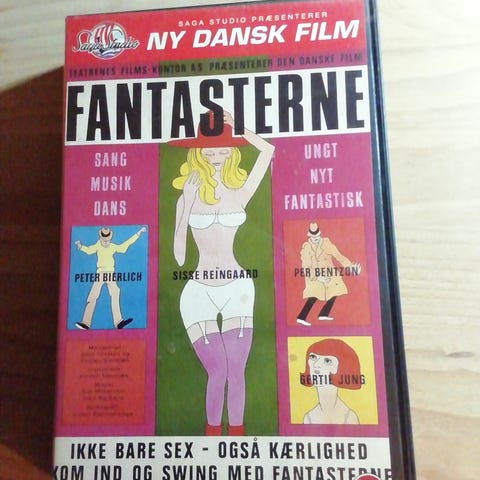 Saga Studio
SAGA STUDIO PRÆSENTERER
NY DANSK FILM
TEATRENES FILMS-KONTOR AS PRÆSENTERER DEN DANSKE FILM
FANTASTERNE
SANG
MUSIK
DANS
UNGT
NYT
FANTASTISK
PETER BIERLICH
SISSE REINGAARD
PER BENTZON
GERTIE JUNG
IKKE BARE SEX - OGSÅ KÆRLIGHED
KOM IND OG SWING MED FANTASTERNE